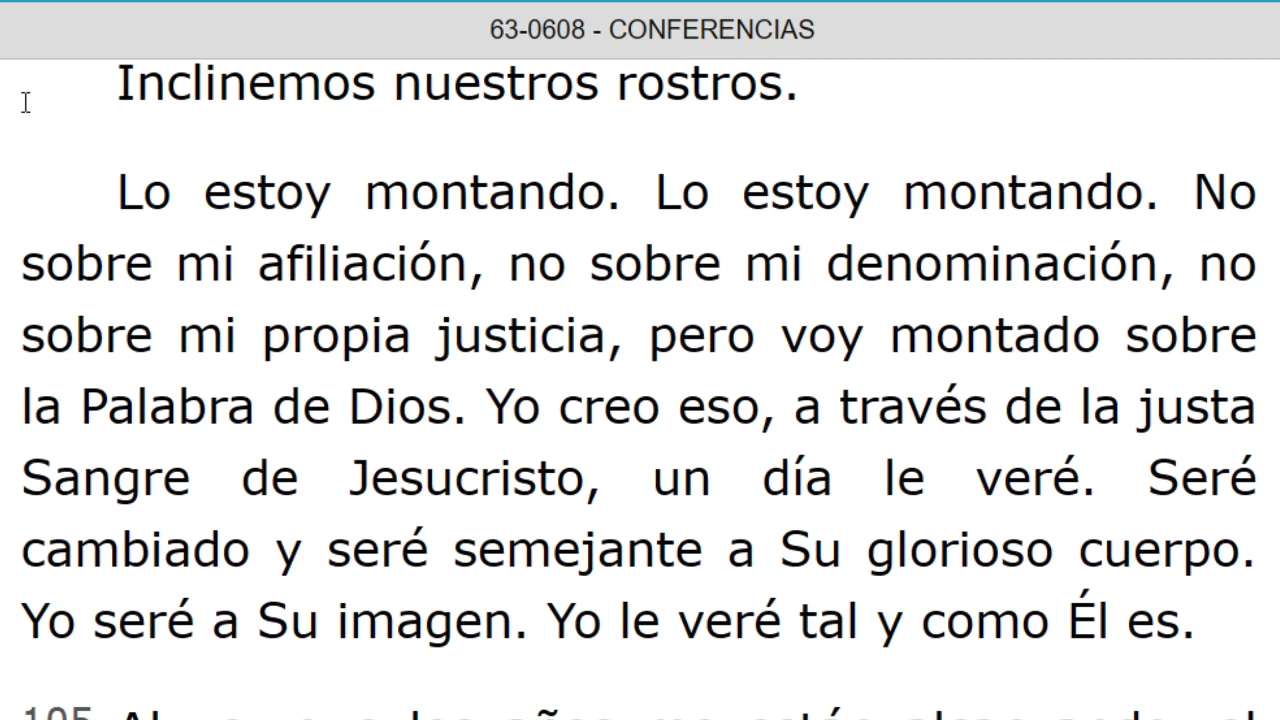 63-0608 - CONFERENCIAS
Inclinemos nuestros rostros.
Lo estoy montando. Lo estoy montando. No
sobre mi afiliación, no sobre mi denominación, no
sobre mi propia justicia, pero voy montado sobre
la Palabra de Dios. Yo creo eso, a través de la justa
Sangre de Jesucristo, un día le veré. Seré
cambiado y seré semejante a Su glorioso cuerpo.
Yo seré a Su imagen. Yo le veré tal y como Él es.
105